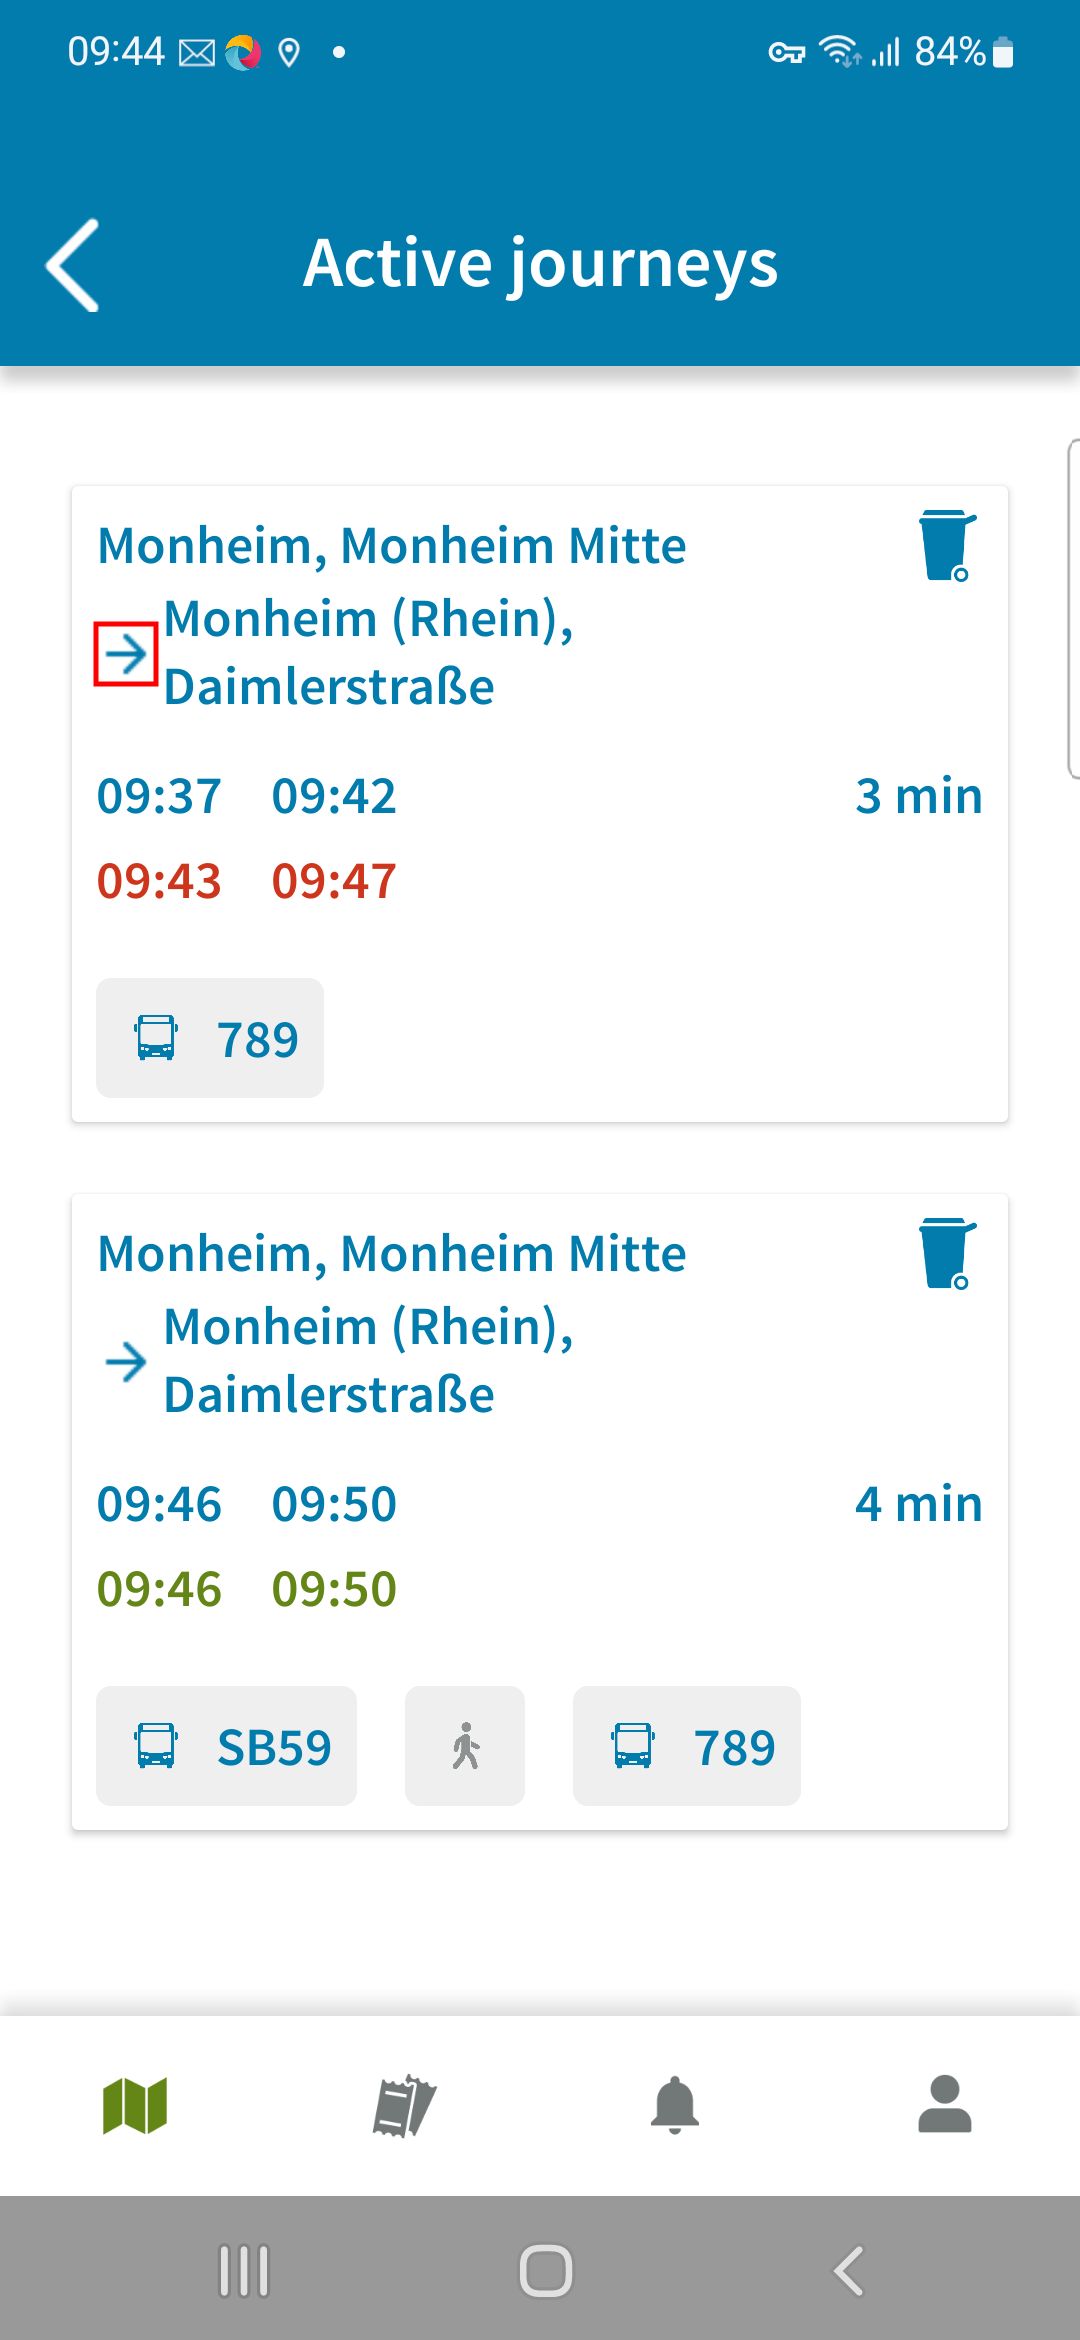 09:44
84%
Active journeys
Monheim, Monheim Mitte
Monheim (Rhein),
Daimlerstraße
09:37 09:42 3 min
09:43 09:47
789
Monheim, Monheim Mitte
Monheim (Rhein),
Daimlerstraße
09:46 09:50 4 min
09:46 09:50
SB59 789